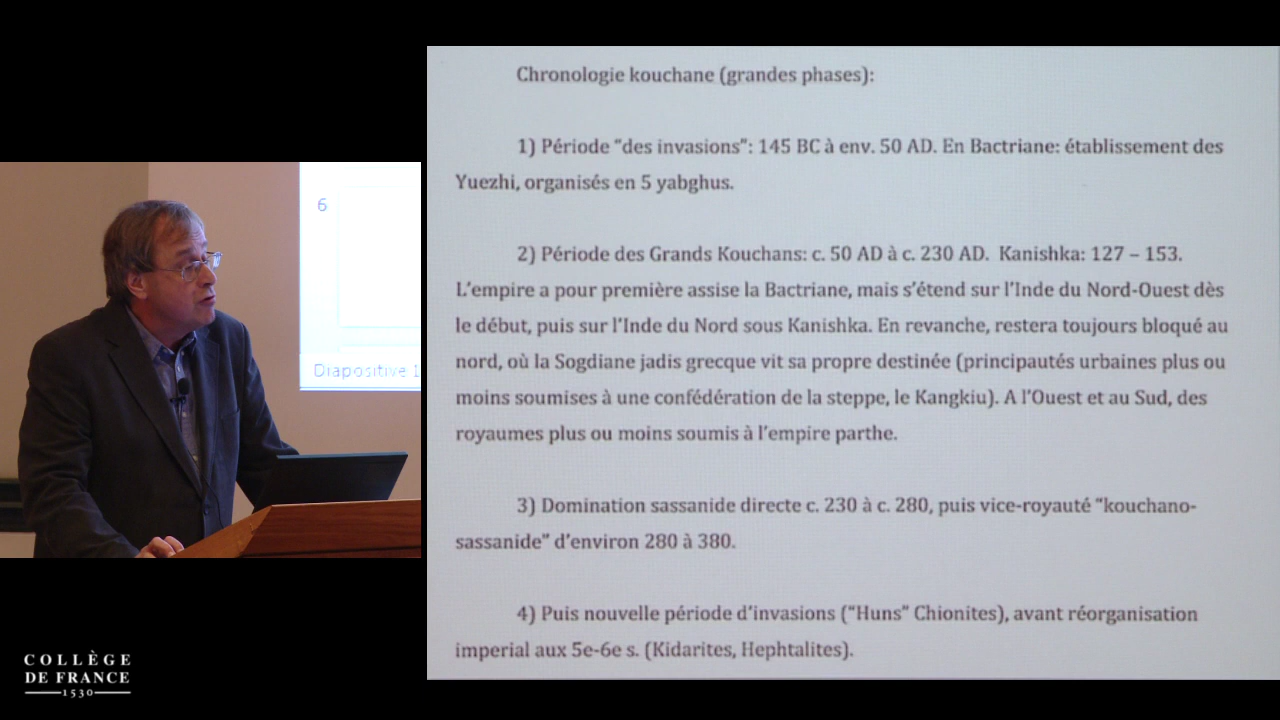 Chronologie kouchane (grandes phases):
1) Période "des invasions": 145 BC à env. 50 AD. En Bactriane: établissement des
Yuezhi, organisés en 5 yabghus.
2) Période des Grands Kouchans: c. 50 AD à c. 230 AD. Kanishka: 127 – 153.
L'empire a pour première assise la Bactriane, mais s'étend sur l'Inde du Nord-Ouest dès
le début, puis sur l'Inde du Nord sous Kanishka. En revanche, restera toujours bloqué au
nord, où la Sogdiane jadis grecque vit sa propre destinée (principautés urbaines plus ou
moins soumises à une confédération de la steppe, le Kangkiu). A l'Ouest et au Sud, des
royaumes plus ou moins soumis à l'empire parthe.
3) Domination sassanide directe c. 230 à c. 280, puis vice-royauté "kouchano-
sassanide" d'environ 280 à 380.
4) Puis nouvelle période d'invasions ("Huns" Chionites), avant réorganisation
imperial aux 5e-6e s. (Kidarites, Hephtalites).
6
Diapositive 1
COLLÈGE
DE FRANCE
1530